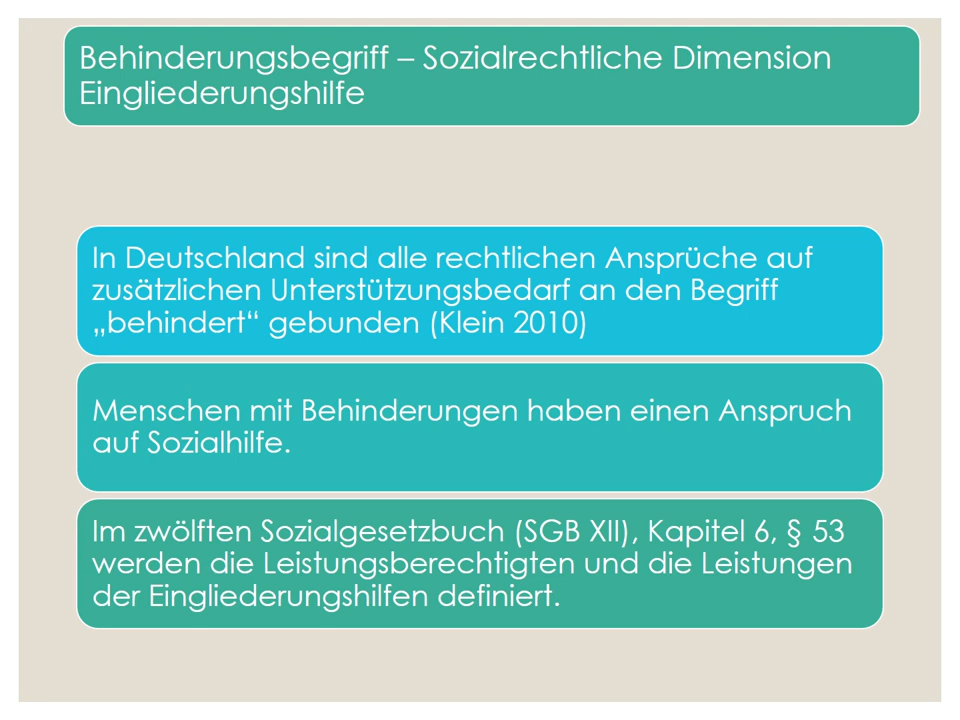 Behinderungsbegriff – Sozialrechtliche Dimension
Eingliederungshilfe
In Deutschland sind alle rechtlichen Ansprüche auf
zusätzlichen Unterstützungsbedarf an den Begriff
„behindert“ gebunden (Klein 2010)
Menschen mit Behinderungen haben einen Anspruch
auf Sozialhilfe.
Im zwölften Sozialgesetzbuch (SGB XII), Kapitel 6, § 53
werden die Leistungsberechtigten und die Leistungen
der Eingliederungshilfen definiert.